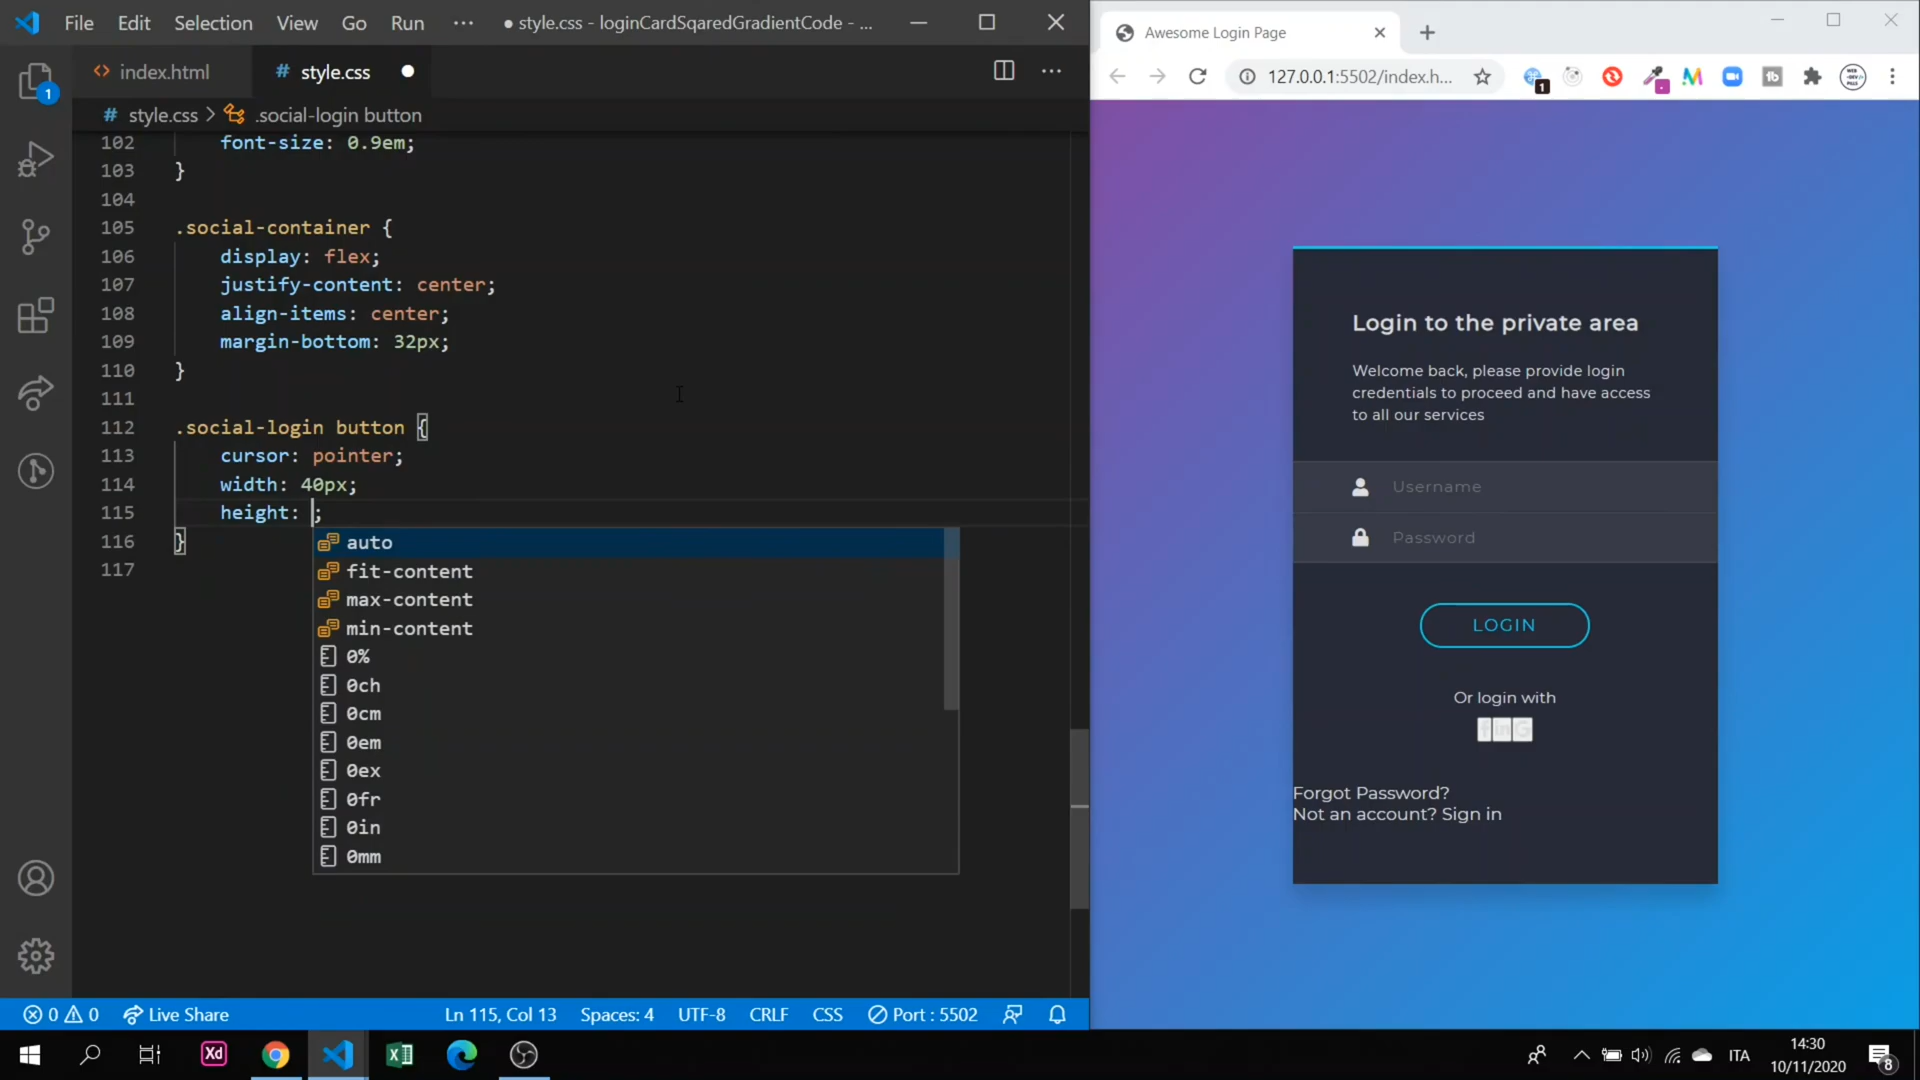 File Edit Selection View Go Run ··· ● style.css - loginCardSqaredGradientCode - ...
index.html # style.css ●
# style.css > .social-login button
102 font-size: 0.9em;
103 }
104
105 .social-container {
106 display: flex;
107 justify-content: center;
108 align-items: center;
109 margin-bottom: 32px;
110 }
111
112 .social-login button {
113 cursor: pointer;
114 width: 40px;
115 height: ;
116 }
117
auto
fit-content
max-content
min-content
0%
0ch
0cm
0em
0ex
0fr
0in
0mm
1
0 0 Live Share Ln 115, Col 13 Spaces: 4 UTF-8 CRLF CSS Port : 5502
Awesome Login Page
127.0.0.1:5502/index.h...
1
Login to the private area
Welcome back, please provide login
credentials to proceed and have access
to all our services
Username
Password
LOGIN
Or login with
Forgot Password?
Not an account? Sign in
Xd
ITA
14:30
10/11/2020
8